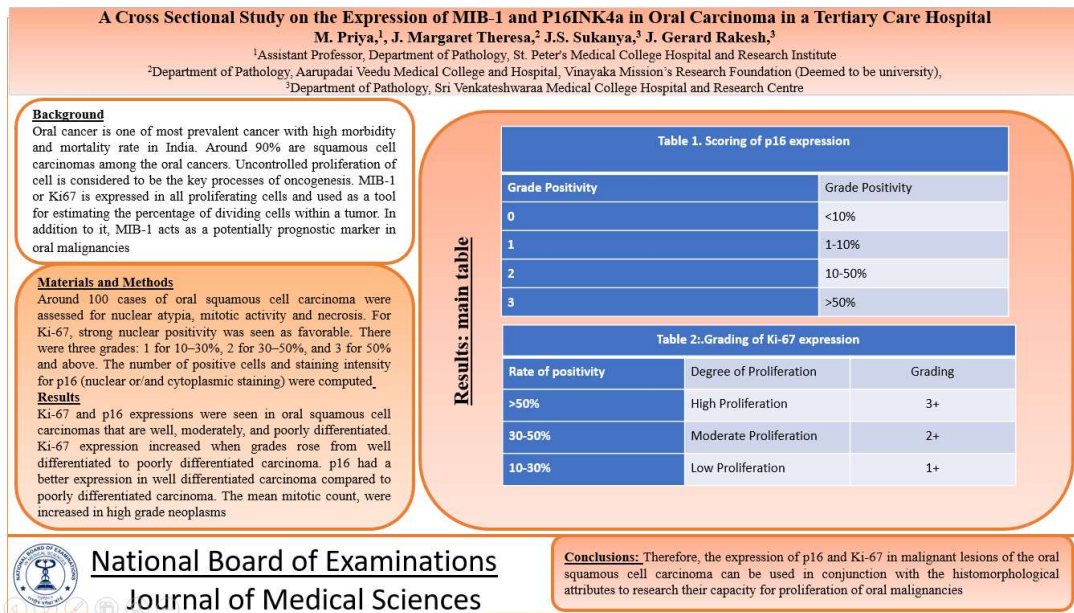 A Cross Sectional Study on the Expression of MIB-1 and P16INK4a in Oral Carcinoma in a Tertiary Care Hospital
M. Priya,¹, J. Margaret Theresa,² J.S. Sukanya,³ J. Gerard Rakesh,³
¹Assistant Professor, Department of Pathology, St. Peter's Medical College Hospital and Research Institute
²Department of Pathology, Aarupadai Veedu Medical College and Hospital, Vinayaka Mission's Research Foundation (Deemed to be university),
³Department of Pathology, Sri Venkateshwaraa Medical College Hospital and Research Centre
Background
Oral cancer is one of most prevalent cancer with high morbidity
and mortality rate in India. Around 90% are squamous cell
carcinomas among the oral cancers. Uncontrolled proliferation of
cell is considered to be the key processes of oncogenesis. MIB-1
or Ki67 is expressed in all proliferating cells and used as a tool
for estimating the percentage of dividing cells within a tumor. In
addition to it, MIB-1 acts as a potentially prognostic marker in
oral malignancies
Materials and Methods
Around 100 cases of oral squamous cell carcinoma were
assessed for nuclear atypia, mitotic activity and necrosis. For
Ki-67, strong nuclear positivity was seen as favorable. There
were three grades: 1 for 10–30%, 2 for 30–50%, and 3 for 50%
and above. The number of positive cells and staining intensity
for p16 (nuclear or/and cytoplasmic staining) were computed
Results
Ki-67 and p16 expressions were seen in oral squamous cell
carcinomas that are well, moderately, and poorly differentiated.
Ki-67 expression increased when grades rose from well
differentiated to poorly differentiated carcinoma. p16 had a
better expression in well differentiated carcinoma compared to
poorly differentiated carcinoma. The mean mitotic count, were
increased in high grade neoplasms
Results: main table
Table 1. Scoring of p16 expression
Grade Positivity Grade Positivity
0 <10%
1 1-10%
2 10-50%
3 >50%
Table 2:.Grading of Ki-67 expression
Rate of positivity Degree of Proliferation Grading
>50% High Proliferation 3+
30-50% Moderate Proliferation 2+
10-30% Low Proliferation 1+
National Board of Examinations
Journal of Medical Sciences
Conclusions: Therefore, the expression of p16 and Ki-67 in malignant lesions of the oral
squamous cell carcinoma can be used in conjunction with the histomorphological
attributes to research their capacity for proliferation of oral malignancies